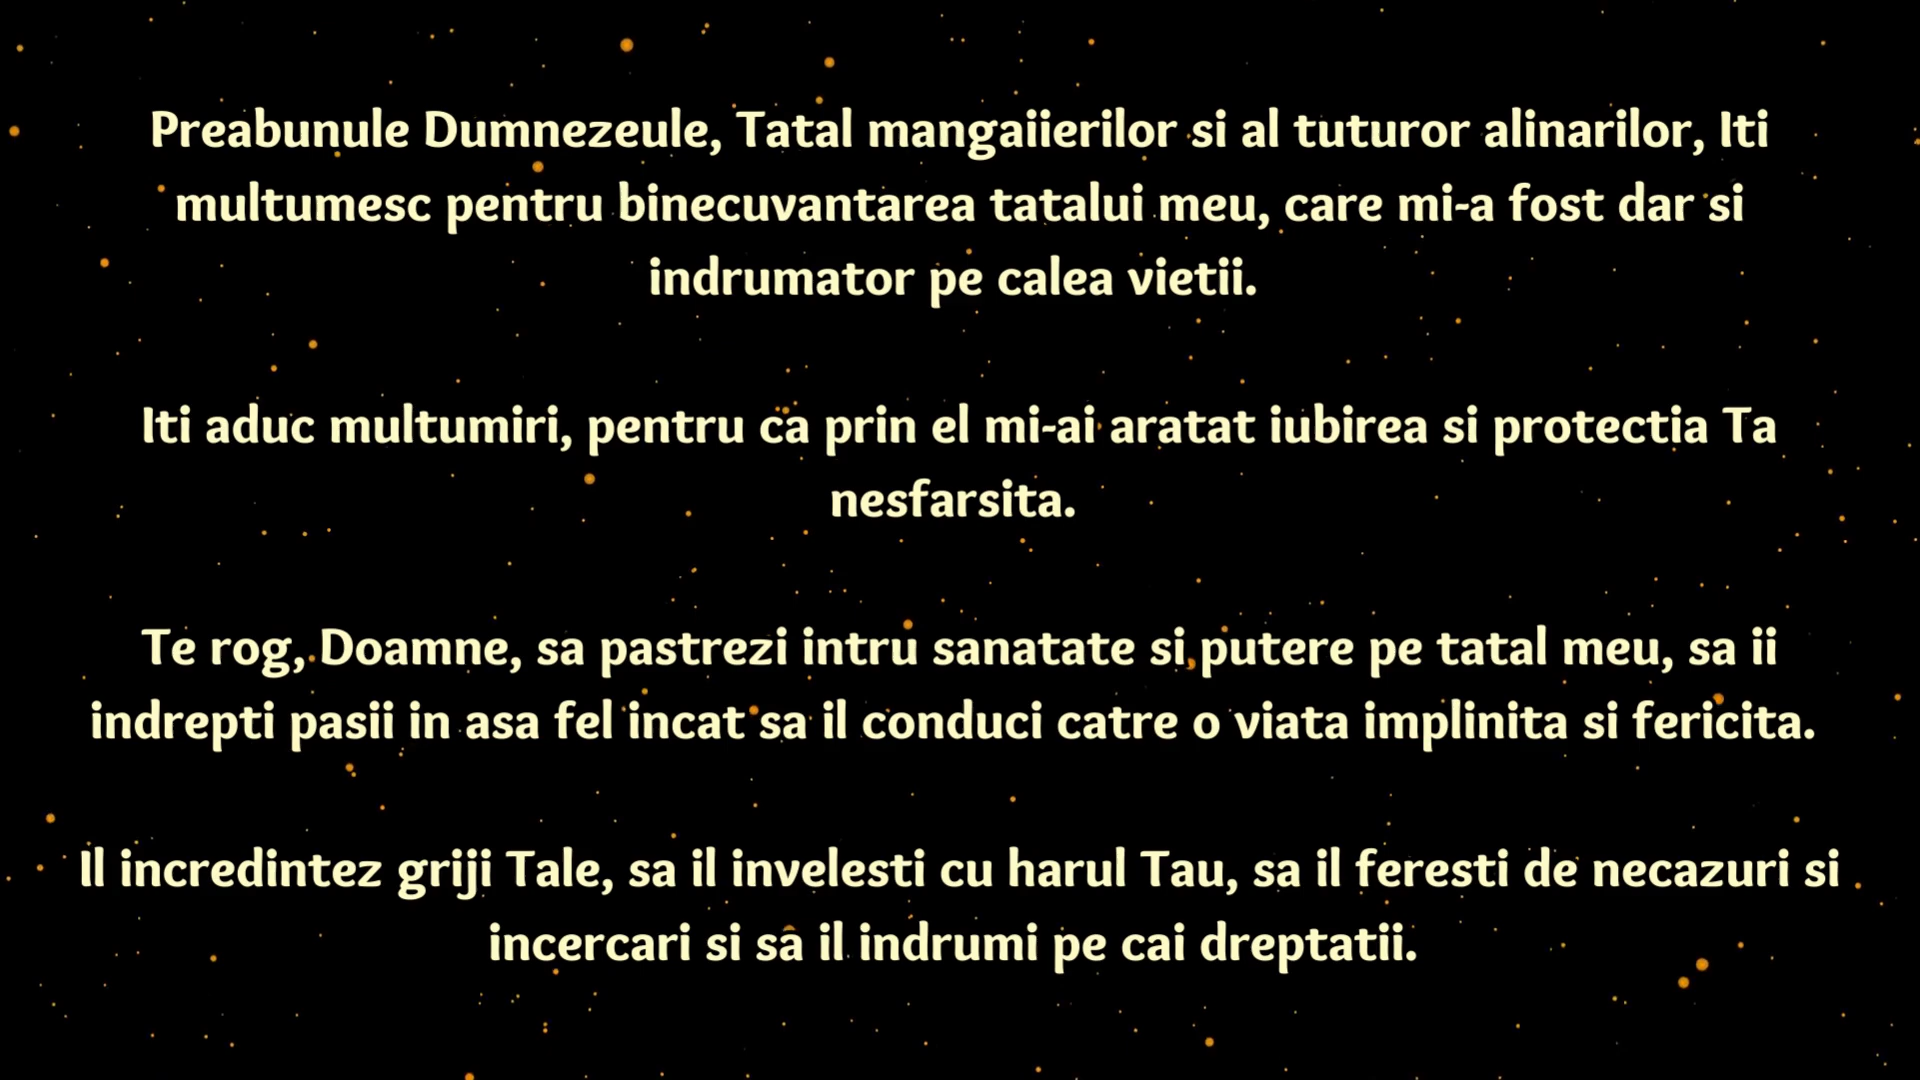 Preabunule Dumnezeule, Tatal mangaiierilor si al tuturor alinarilor, Iti
multumesc pentru binecuvantarea tatalui meu, care mi-a fost dar si
indrumator pe calea vietii.
Iti aduc multumiri, pentru ca prin el mi-ai aratat iubirea si protectia Ta
nesfarsita.
Te rog, Doamne, sa pastrezi intru sanatate si putere pe tatal meu, sa ii
indrepti pasii in asa fel incat sa il conduci catre o viata implinita si fericita.
Il incredintez griji Tale, sa il invelesti cu harul Tau, sa il feresti de necazuri si
incercari si sa il indrumi pe cai dreptatii.